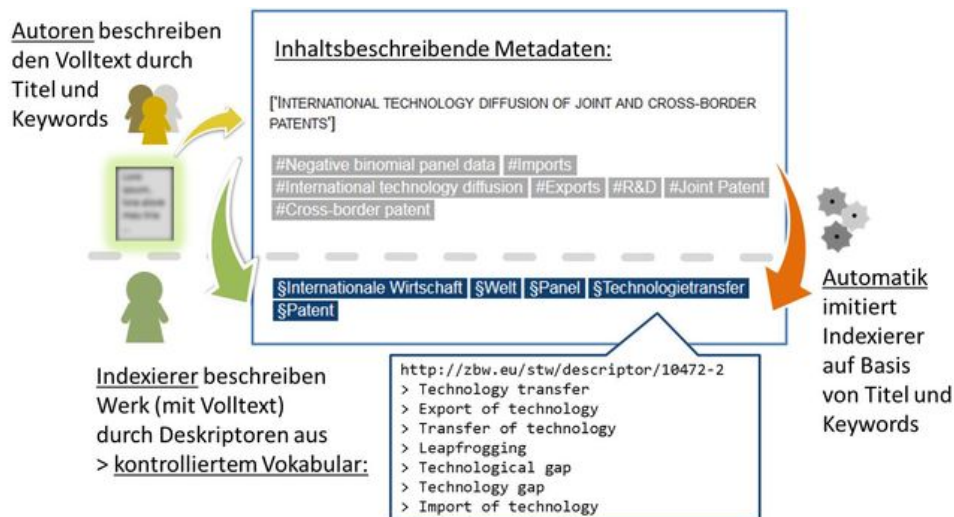 Autoren beschreiben
den Volltext durch
Titel und
Keywords
Inhaltsbeschreibende Metadaten:
['INTERNATIONAL TECHNOLOGY DIFFUSION OF JOINT AND CROSS-BORDER
PATENTS']
#Negative binomial panel data #Imports
#International technology diffusion #Exports #R&D #Joint Patent
#Cross-border patent
§Internationale Wirtschaft §Welt §Panel §Technologietransfer
§Patent
Automatik
imitiert
Indexierer
auf Basis
von Titel und
Keywords
Indexierer beschreiben
Werk (mit Volltext)
durch Deskriptoren aus
> kontrolliertem Vokabular:
http://zbw.eu/stw/descriptor/10472-2
> Technology transfer
> Export of technology
> Transfer of technology
> Leapfrogging
> Technological gap
> Technology gap
> Import of technology